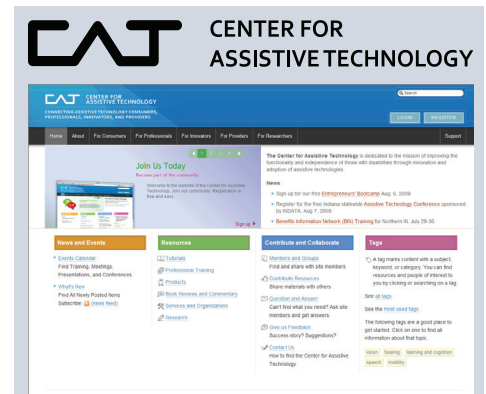 CAT CENTER FOR
ASSISTIVE TECHNOLOGY
Search
CAT CENTER FOR
ASSISTIVE TECHNOLOGY
CONNECTING ASSISTIVE TECHNOLOGY CONSUMERS,
PROFESSIONALS, INNOVATORS, AND PROVIDERS
LOGIN REGISTER
Home About For Consumers For Professionals For Innovators For Providers For Researchers Support
Join Us Today
Become part of the community
Welcome to the website of the Center for Assistive
Technology. Join our community. Registration is
free and easy.
Sign up
The Center for Assistive Technology is dedicated to the mission of improving the
functionality and independence of those with disabilities through innovation and
adoption of assistive technologies.
News
Sign up for our free Entrepreneurs' Bootcamp Aug. 6, 2009
Register for the free Indiana statewide Assistive Technology Conference sponsored
by INDATA, Aug 7, 2009
Benefits Information Network (BIN) Training for Northern IN, July 29-30.
News and Events
Events Calendar
Find Training, Meetings,
Presentations, and Conferences
What's New
Find All Newly Posted Items
Subscribe: (news feed)
Resources
Tutorials
Professional Training
Products
Book Reviews and Commentary
Services and Organizations
Research
Contribute and Collaborate
Members and Groups
Find and share with site members
Contribute Resources
Share materials with others
Question and Answer
Can't find what you need? Ask site
members and get answers
Give us Feedback
Success story? Suggestions?
Contact Us
How to find the Center for Assistive
Technology
Tags
A tag marks content with a subject,
keyword, or category. You can find
resources and people of interest to
you by clicking or searching on a tag.
See all tags.
See the most used tags.
The following tags are a good place to
get started. Click on one to find all
information about that topic.
vision hearing learning and cognition
speech mobility